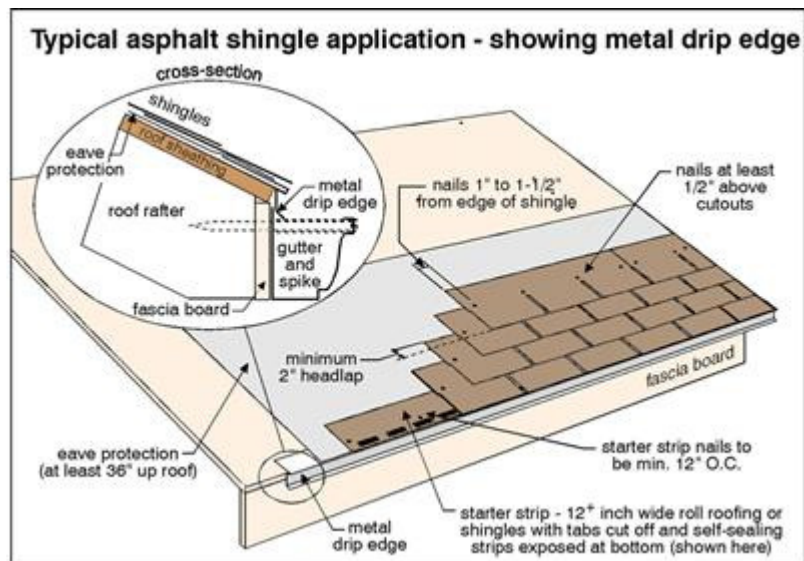 Typical asphalt shingle application - showing metal drip edge
cross-section
shingles
roof sheathing
eave
protection
roof rafter
metal
drip edge
gutter
and
spike
fascia board
nails 1" to 1-1/2"
from edge of shingle
nails at least
1/2" above
cutouts
minimum
2" headlap
fascia board
eave protection
(at least 36" up roof)
starter strip nails to
be min. 12" O.C.
metal
drip edge
starter strip - 12+ inch wide roll roofing or
shingles with tabs cut off and self-sealing
strips exposed at bottom (shown here)